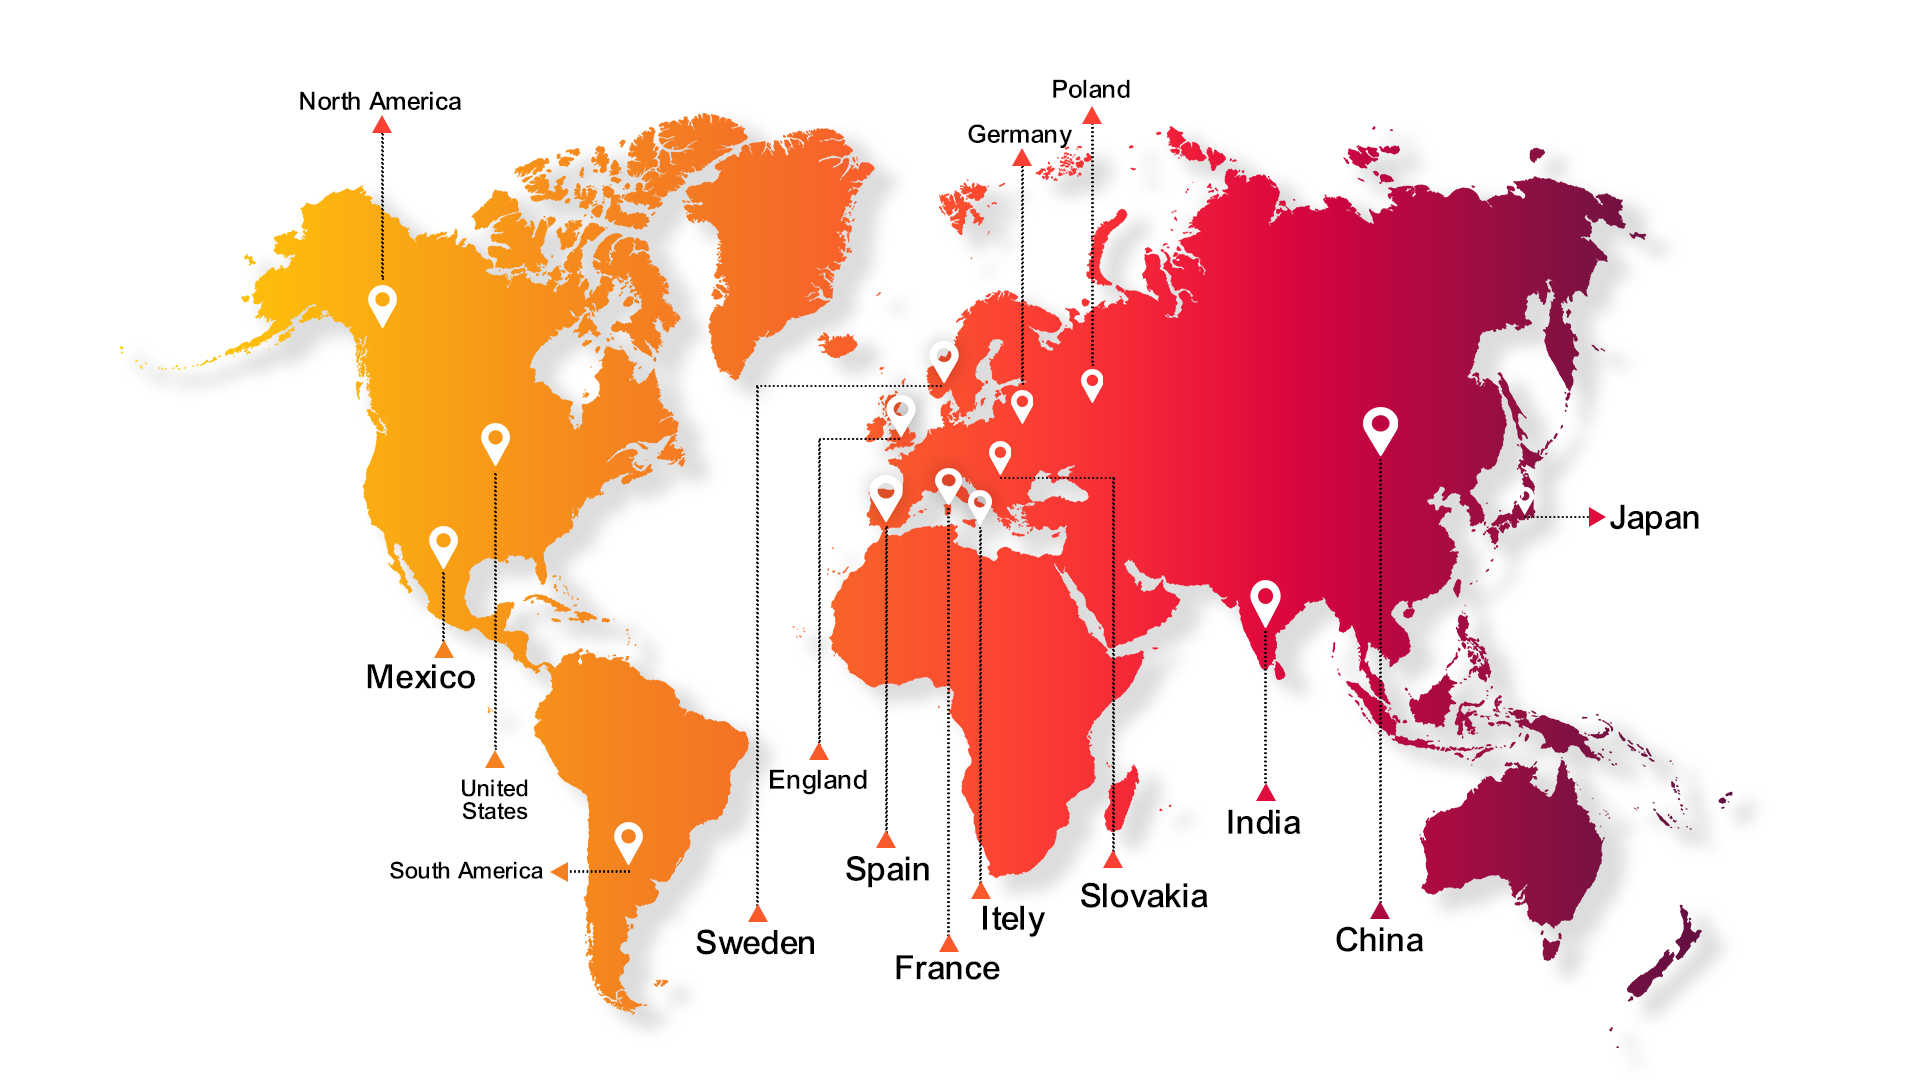 Poland
North America
Germany
Japan
Mexico
United
States
England
India
South America
Spain
Slovakia
Itely
Sweden
China
France